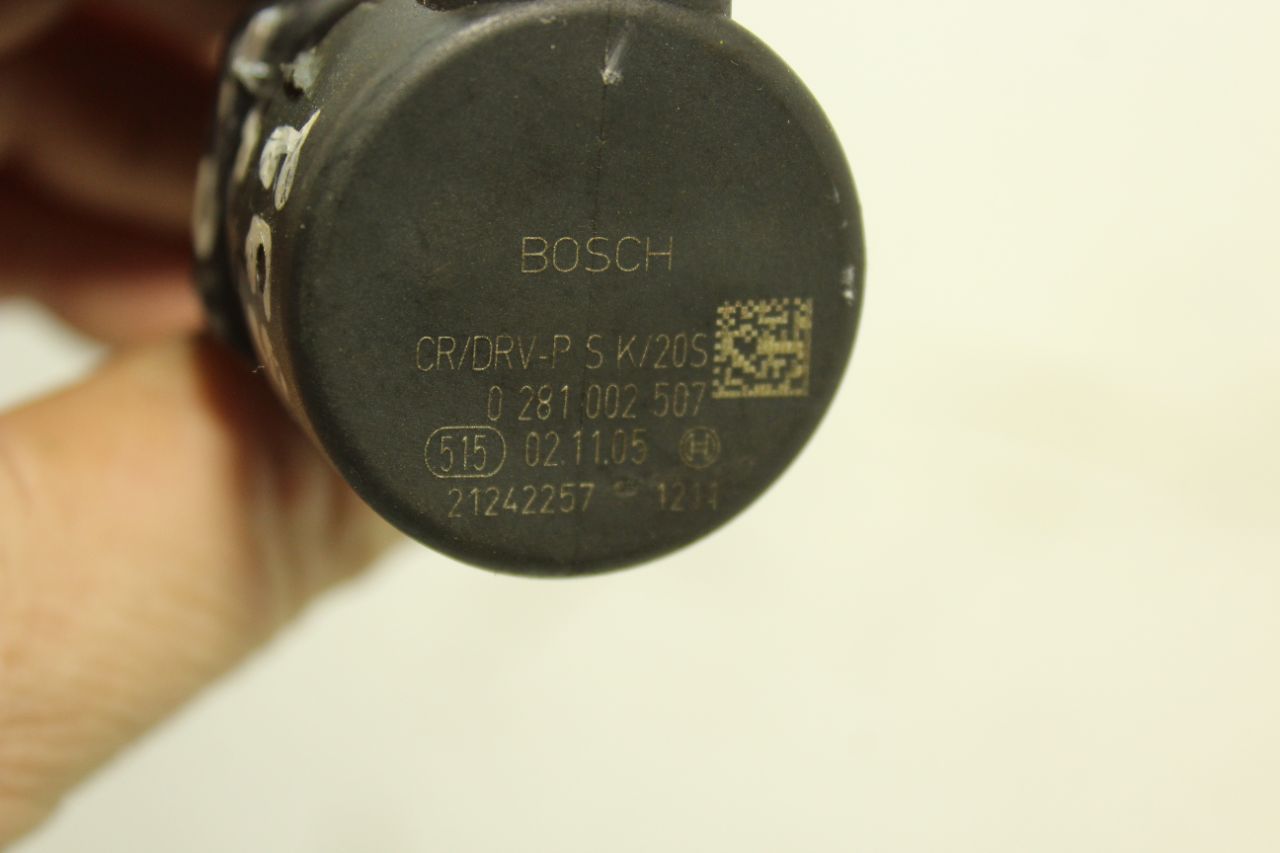 BOSCH
CR/DRV-P S K/20S
0 281 002 507
515 02.11.05 H
21242257